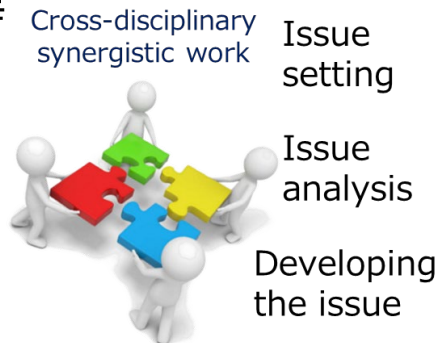 Cross-disciplinary
synergistic work
Issue
setting
Issue
analysis
Developing
the issue